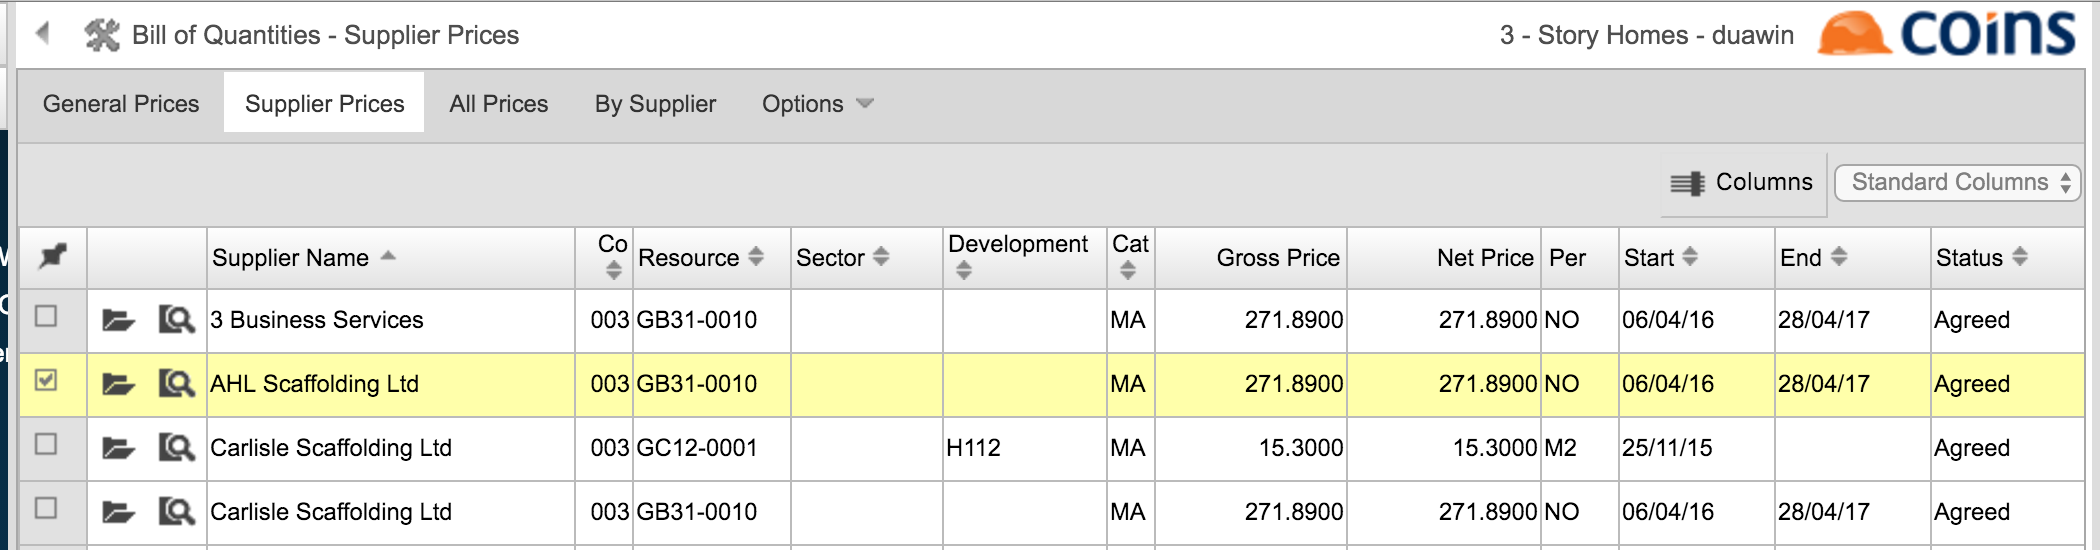 Bill of Quantities - Supplier Prices 3 - Story Homes - duawin coins
General Prices Supplier Prices All Prices By Supplier Options
Columns Standard Columns
Supplier Name Co Resource Sector Development Cat Gross Price Net Price Per Start End Status
3 Business Services 003 GB31-0010 MA 271.8900 271.8900 NO 06/04/16 28/04/17 Agreed
AHL Scaffolding Ltd 003 GB31-0010 MA 271.8900 271.8900 NO 06/04/16 28/04/17 Agreed
Carlisle Scaffolding Ltd 003 GC12-0001 H112 MA 15.3000 15.3000 M2 25/11/15 Agreed
Carlisle Scaffolding Ltd 003 GB31-0010 MA 271.8900 271.8900 NO 06/04/16 28/04/17 Agreed